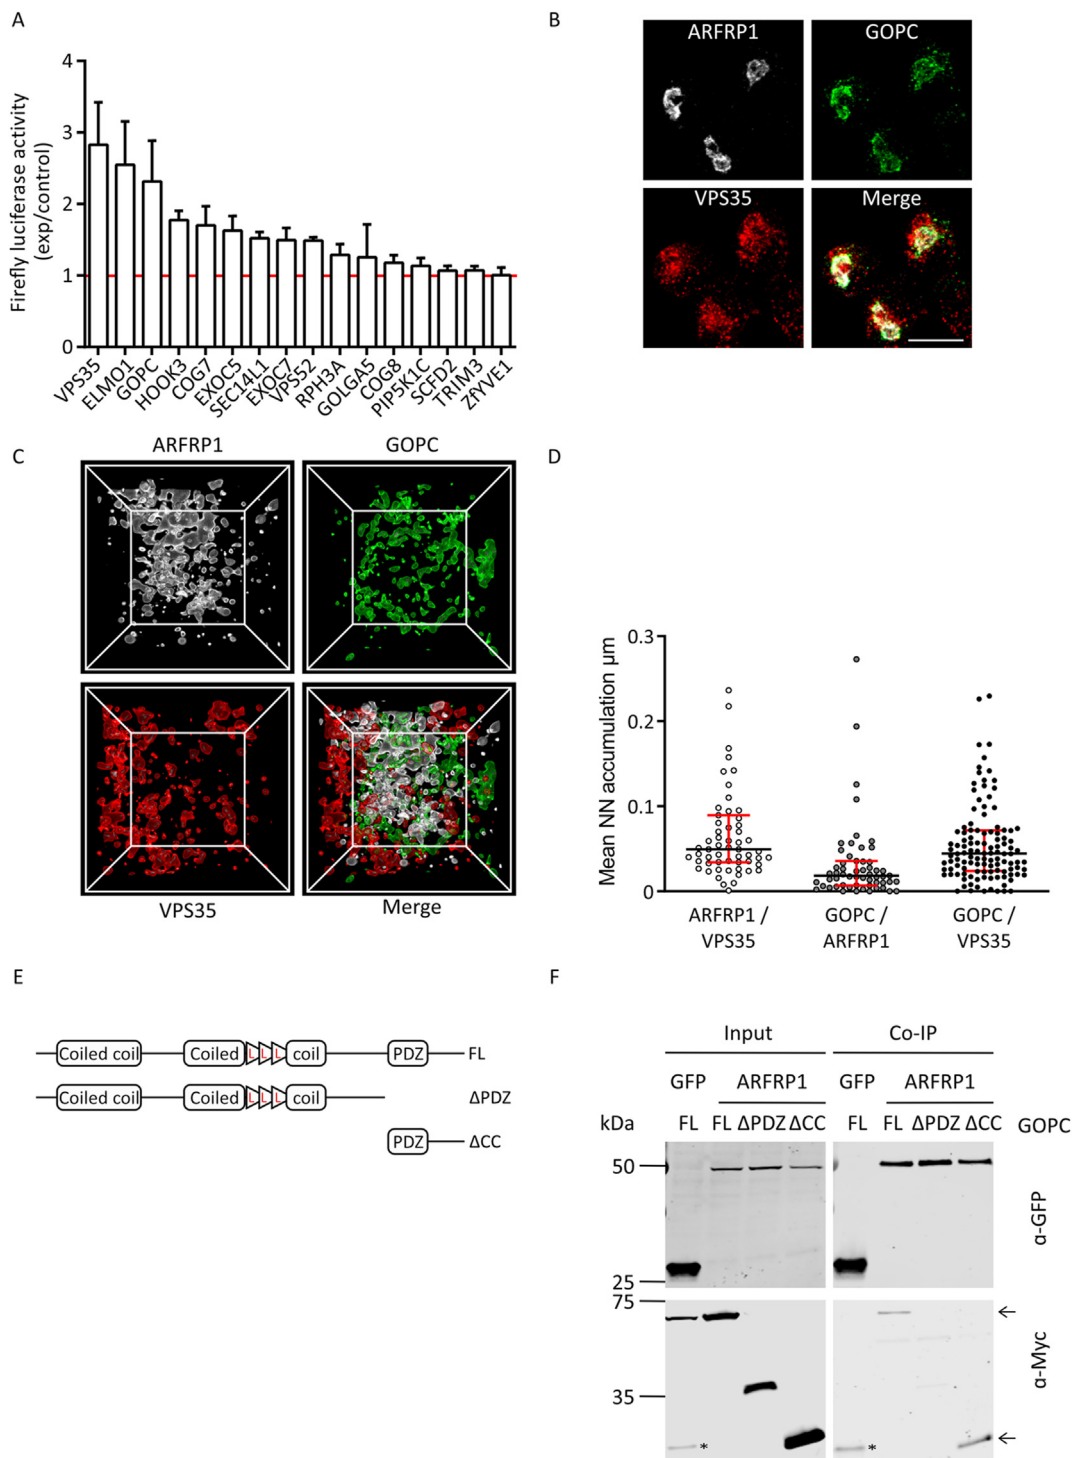 A
Firefly luciferase activity
(exp/control)
4
3
2
1
0
VPS35
ELMO1
GOPC
HOOK3
COG7
EXOC5
SEC14L1
EXOC7
VPS52
RPH3A
GOLGA5
COG8
PIP5K1C
SCFD2
TRIM3
ZfYVE1
B
ARFRP1
GOPC
VPS35
Merge
C
ARFRP1
GOPC
VPS35
Merge
D
Mean NN accumulation µm
0.3
0.2
0.1
0
ARFRP1 /
VPS35
GOPC /
ARFRP1
GOPC /
VPS35
E
Coiled coil
Coiled
L
L
L
coil
PDZ
FL
Coiled coil
Coiled
L
L
L
coil
ΔPDZ
PDZ
ΔCC
F
Input
Co-IP
GFP
ARFRP1
GFP
ARFRP1
kDa
FL
FL
ΔPDZ
ΔCC
FL
FL
ΔPDZ
ΔCC
GOPC
50
25
α-GFP
75
35
α-Myc
*
*